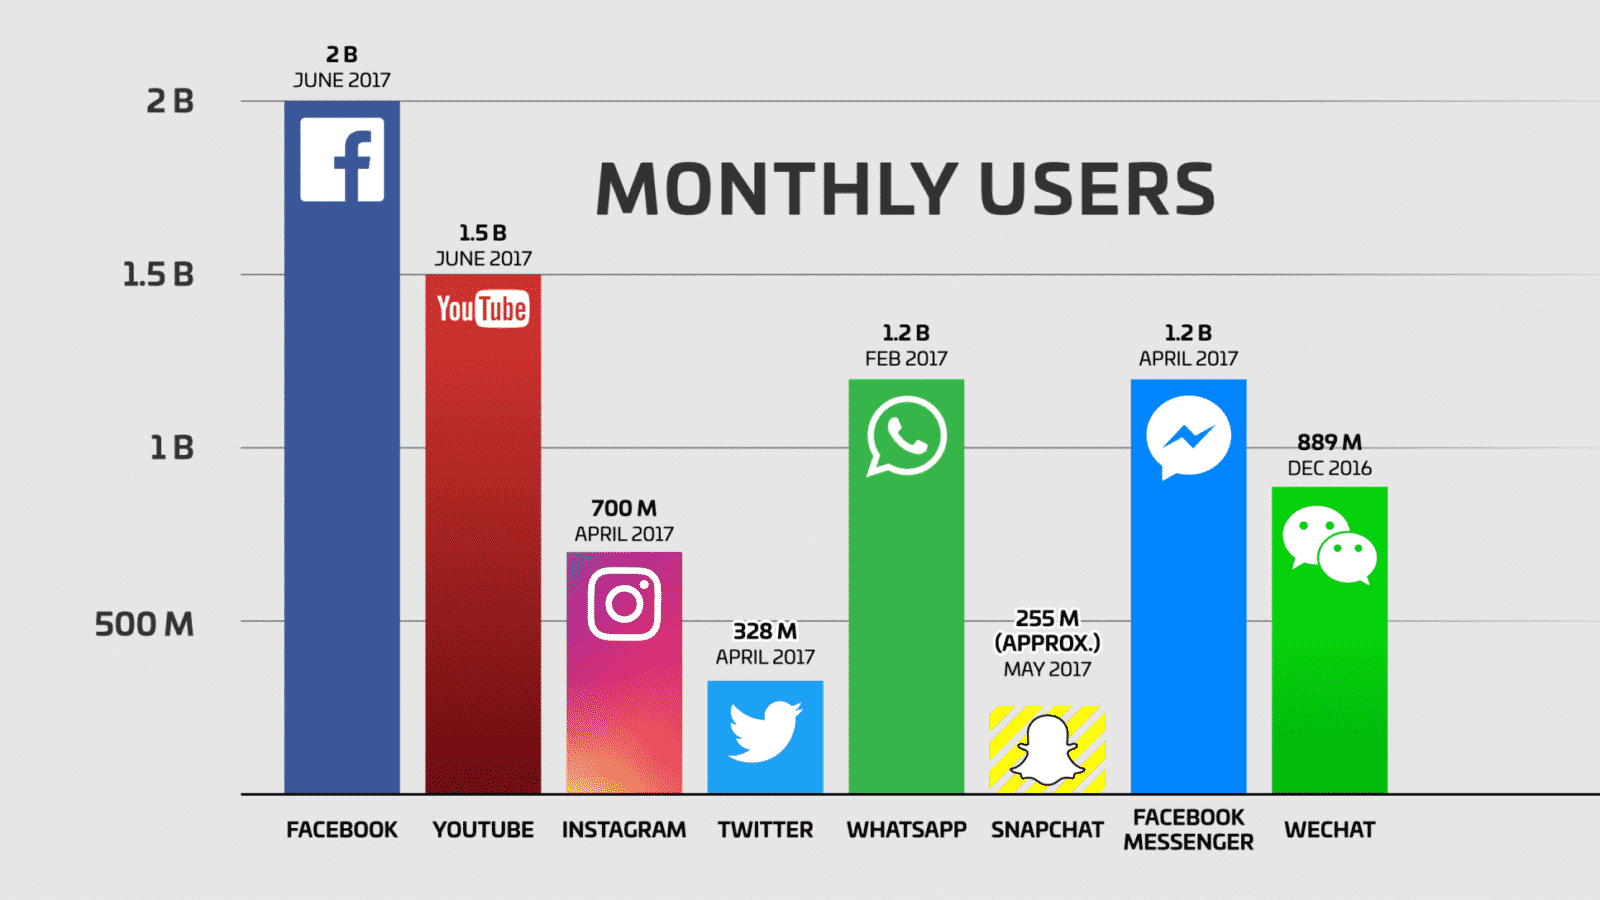 MONTHLY USERS
2 B
1.5 B
1 B
500 M
2 B
JUNE 2017
1.5 B
JUNE 2017
YouTube
700 M
APRIL 2017
328 M
APRIL 2017
1.2 B
FEB 2017
255 M
(APPROX.)
MAY 2017
1.2 B
APRIL 2017
889 M
DEC 2016
FACEBOOK
YOUTUBE
INSTAGRAM
TWITTER
WHATSAPP
SNAPCHAT
FACEBOOK
MESSENGER
WECHAT